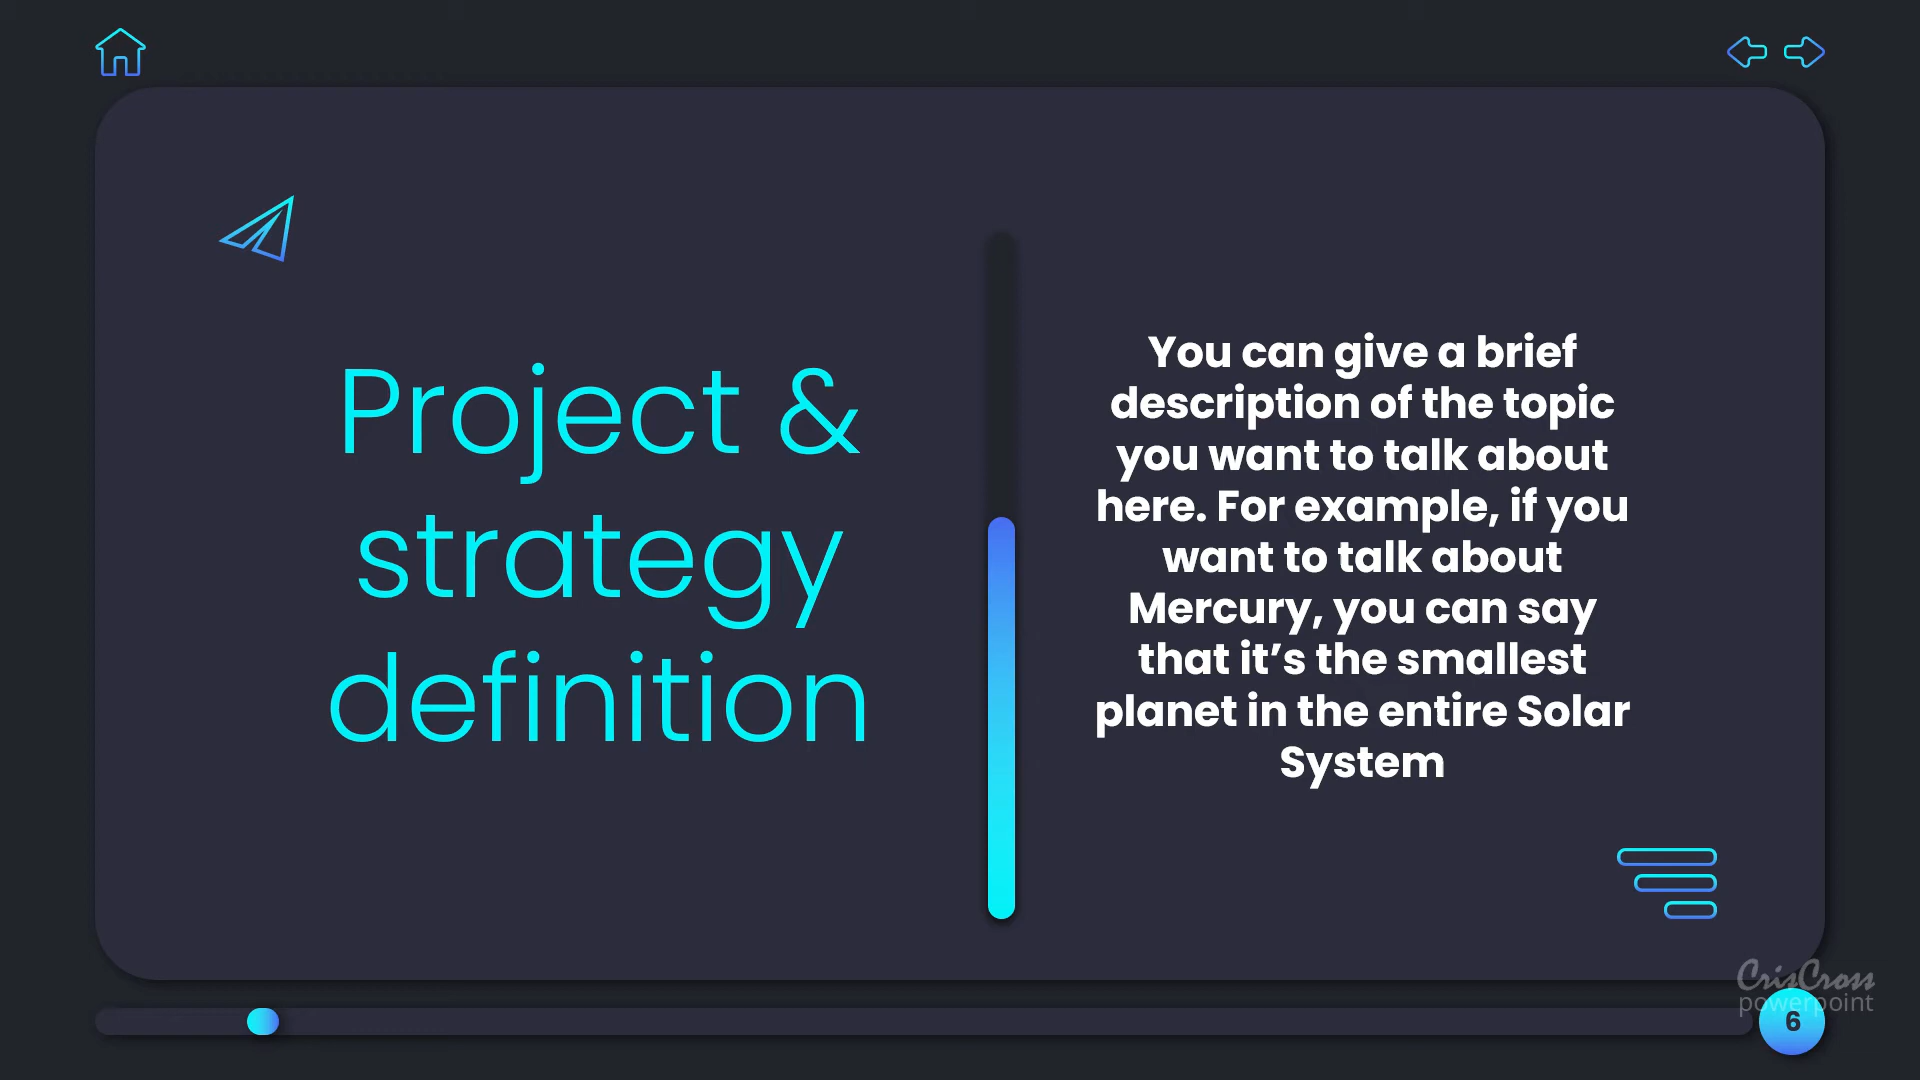 Project &
strategy
definition
You can give a brief
description of the topic
you want to talk about
here. For example, if you
want to talk about
Mercury, you can say
that it’s the smallest
planet in the entire Solar
System
CrisCross
powerpoint
6